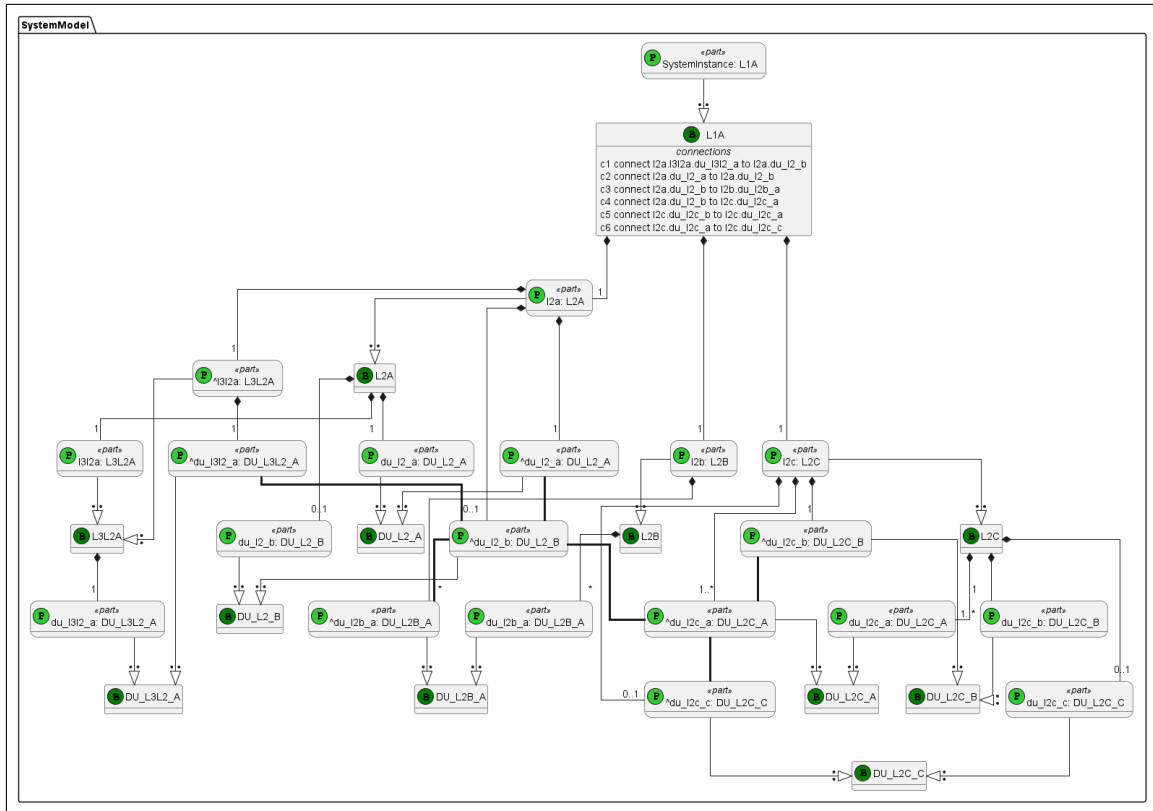 SystemModel
«part»
SystemInstance: L1A
L1A
connections
c1 connect l2a.l3l2a.du_l3l2_a to l2a.du_l2_b
c2 connect l2a.du_l2_a to l2a.du_l2_b
c3 connect l2a.du_l2_b to l2b.du_l2b_a
c4 connect l2a.du_l2_b to l2c.du_l2c_a
c5 connect l2c.du_l2c_b to l2c.du_l2c_a
c6 connect l2c.du_l2c_a to l2c.du_l2c_c
«part»
l2a: L2A
1
1
«part»
^l3l2a: L3L2A
L2A
1
1
1
1
1
1
«part»
l3l2a: L3L2A
«part»
^du_l3l2_a: DU_L3L2_A
«part»
du_l2_a: DU_L2_A
«part»
^du_l2_a: DU_L2_A
«part»
l2b: L2B
«part»
l2c: L2C
0..1
0..1
1
L3L2A
«part»
du_l2_b: DU_L2_B
DU_L2_A
«part»
^du_l2_b: DU_L2_B
L2B
«part»
^du_l2c_b: DU_L2C_B
L2C
1
*
*
1..*
1
1..*
«part»
du_l3l2_a: DU_L3L2_A
DU_L2_B
«part»
^du_l2b_a: DU_L2B_A
«part»
du_l2b_a: DU_L2B_A
«part»
^du_l2c_a: DU_L2C_A
«part»
du_l2c_a: DU_L2C_A
«part»
du_l2c_b: DU_L2C_B
0..1
0..1
DU_L3L2_A
DU_L2B_A
«part»
^du_l2c_c: DU_L2C_C
DU_L2C_A
DU_L2C_B
«part»
du_l2c_c: DU_L2C_C
DU_L2C_C